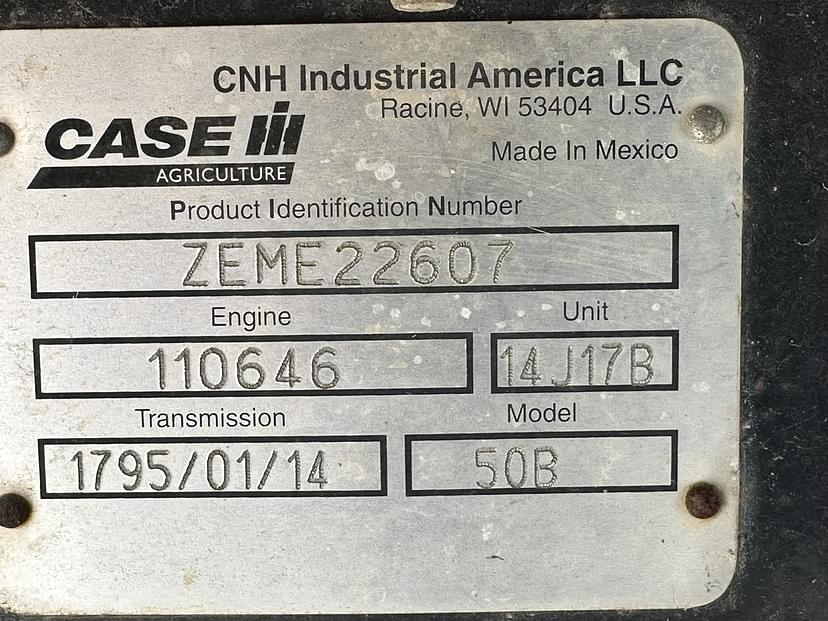 CNH Industrial America LLC
Racine, WI 53404 U.S.A.
CASE IH
AGRICULTURE
Made In Mexico
Product Identification Number
ZEME22607
Engine
Unit
110646
14J17B
Transmission
Model
1795/01/14
50B